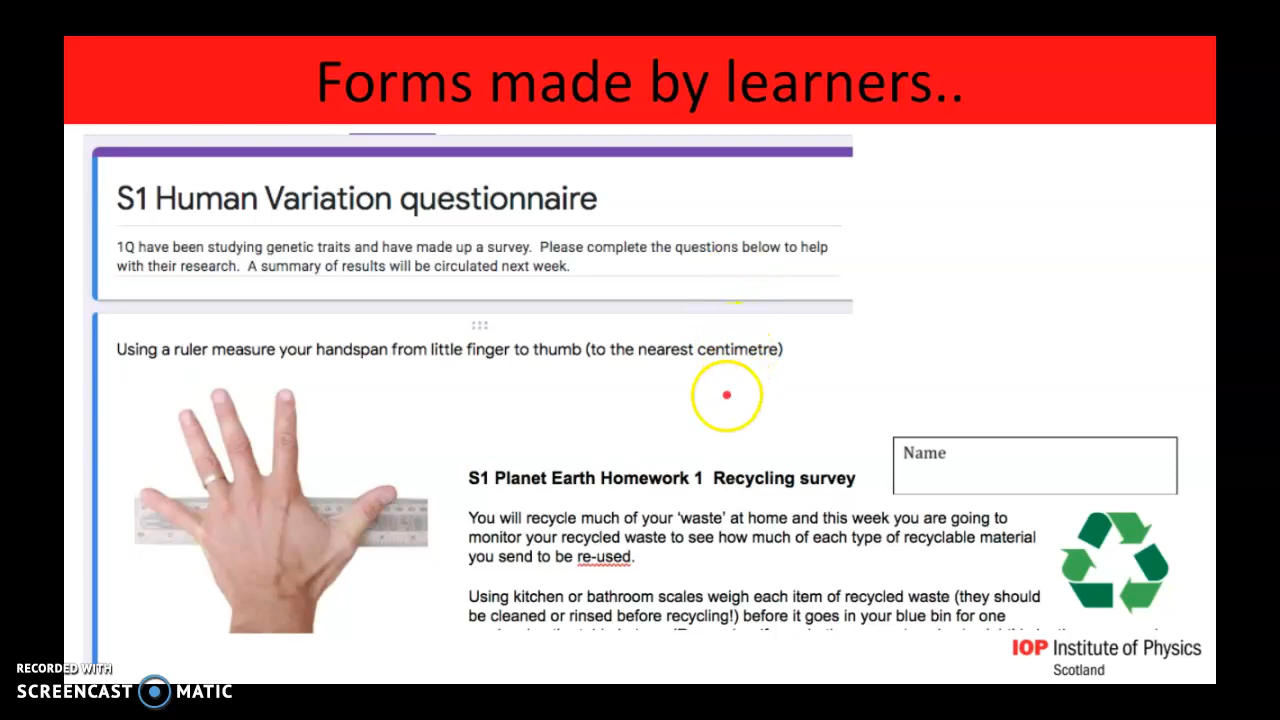 Forms made by learners..
S1 Human Variation questionnaire
1Q have been studying genetic traits and have made up a survey. Please complete the questions below to help
with their research. A summary of results will be circulated next week.
Using a ruler measure your handspan from little finger to thumb (to the nearest centimetre)
Name
S1 Planet Earth Homework 1 Recycling survey
You will recycle much of your ‘waste’ at home and this week you are going to
monitor your recycled waste to see how much of each type of recyclable material
you send to be re-used.
Using kitchen or bathroom scales weigh each item of recycled waste (they should
be cleaned or rinsed before recycling!) before it goes in your blue bin for one
IOP Institute of Physics
Scotland
RECORDED WITH
SCREENCAST MATIC